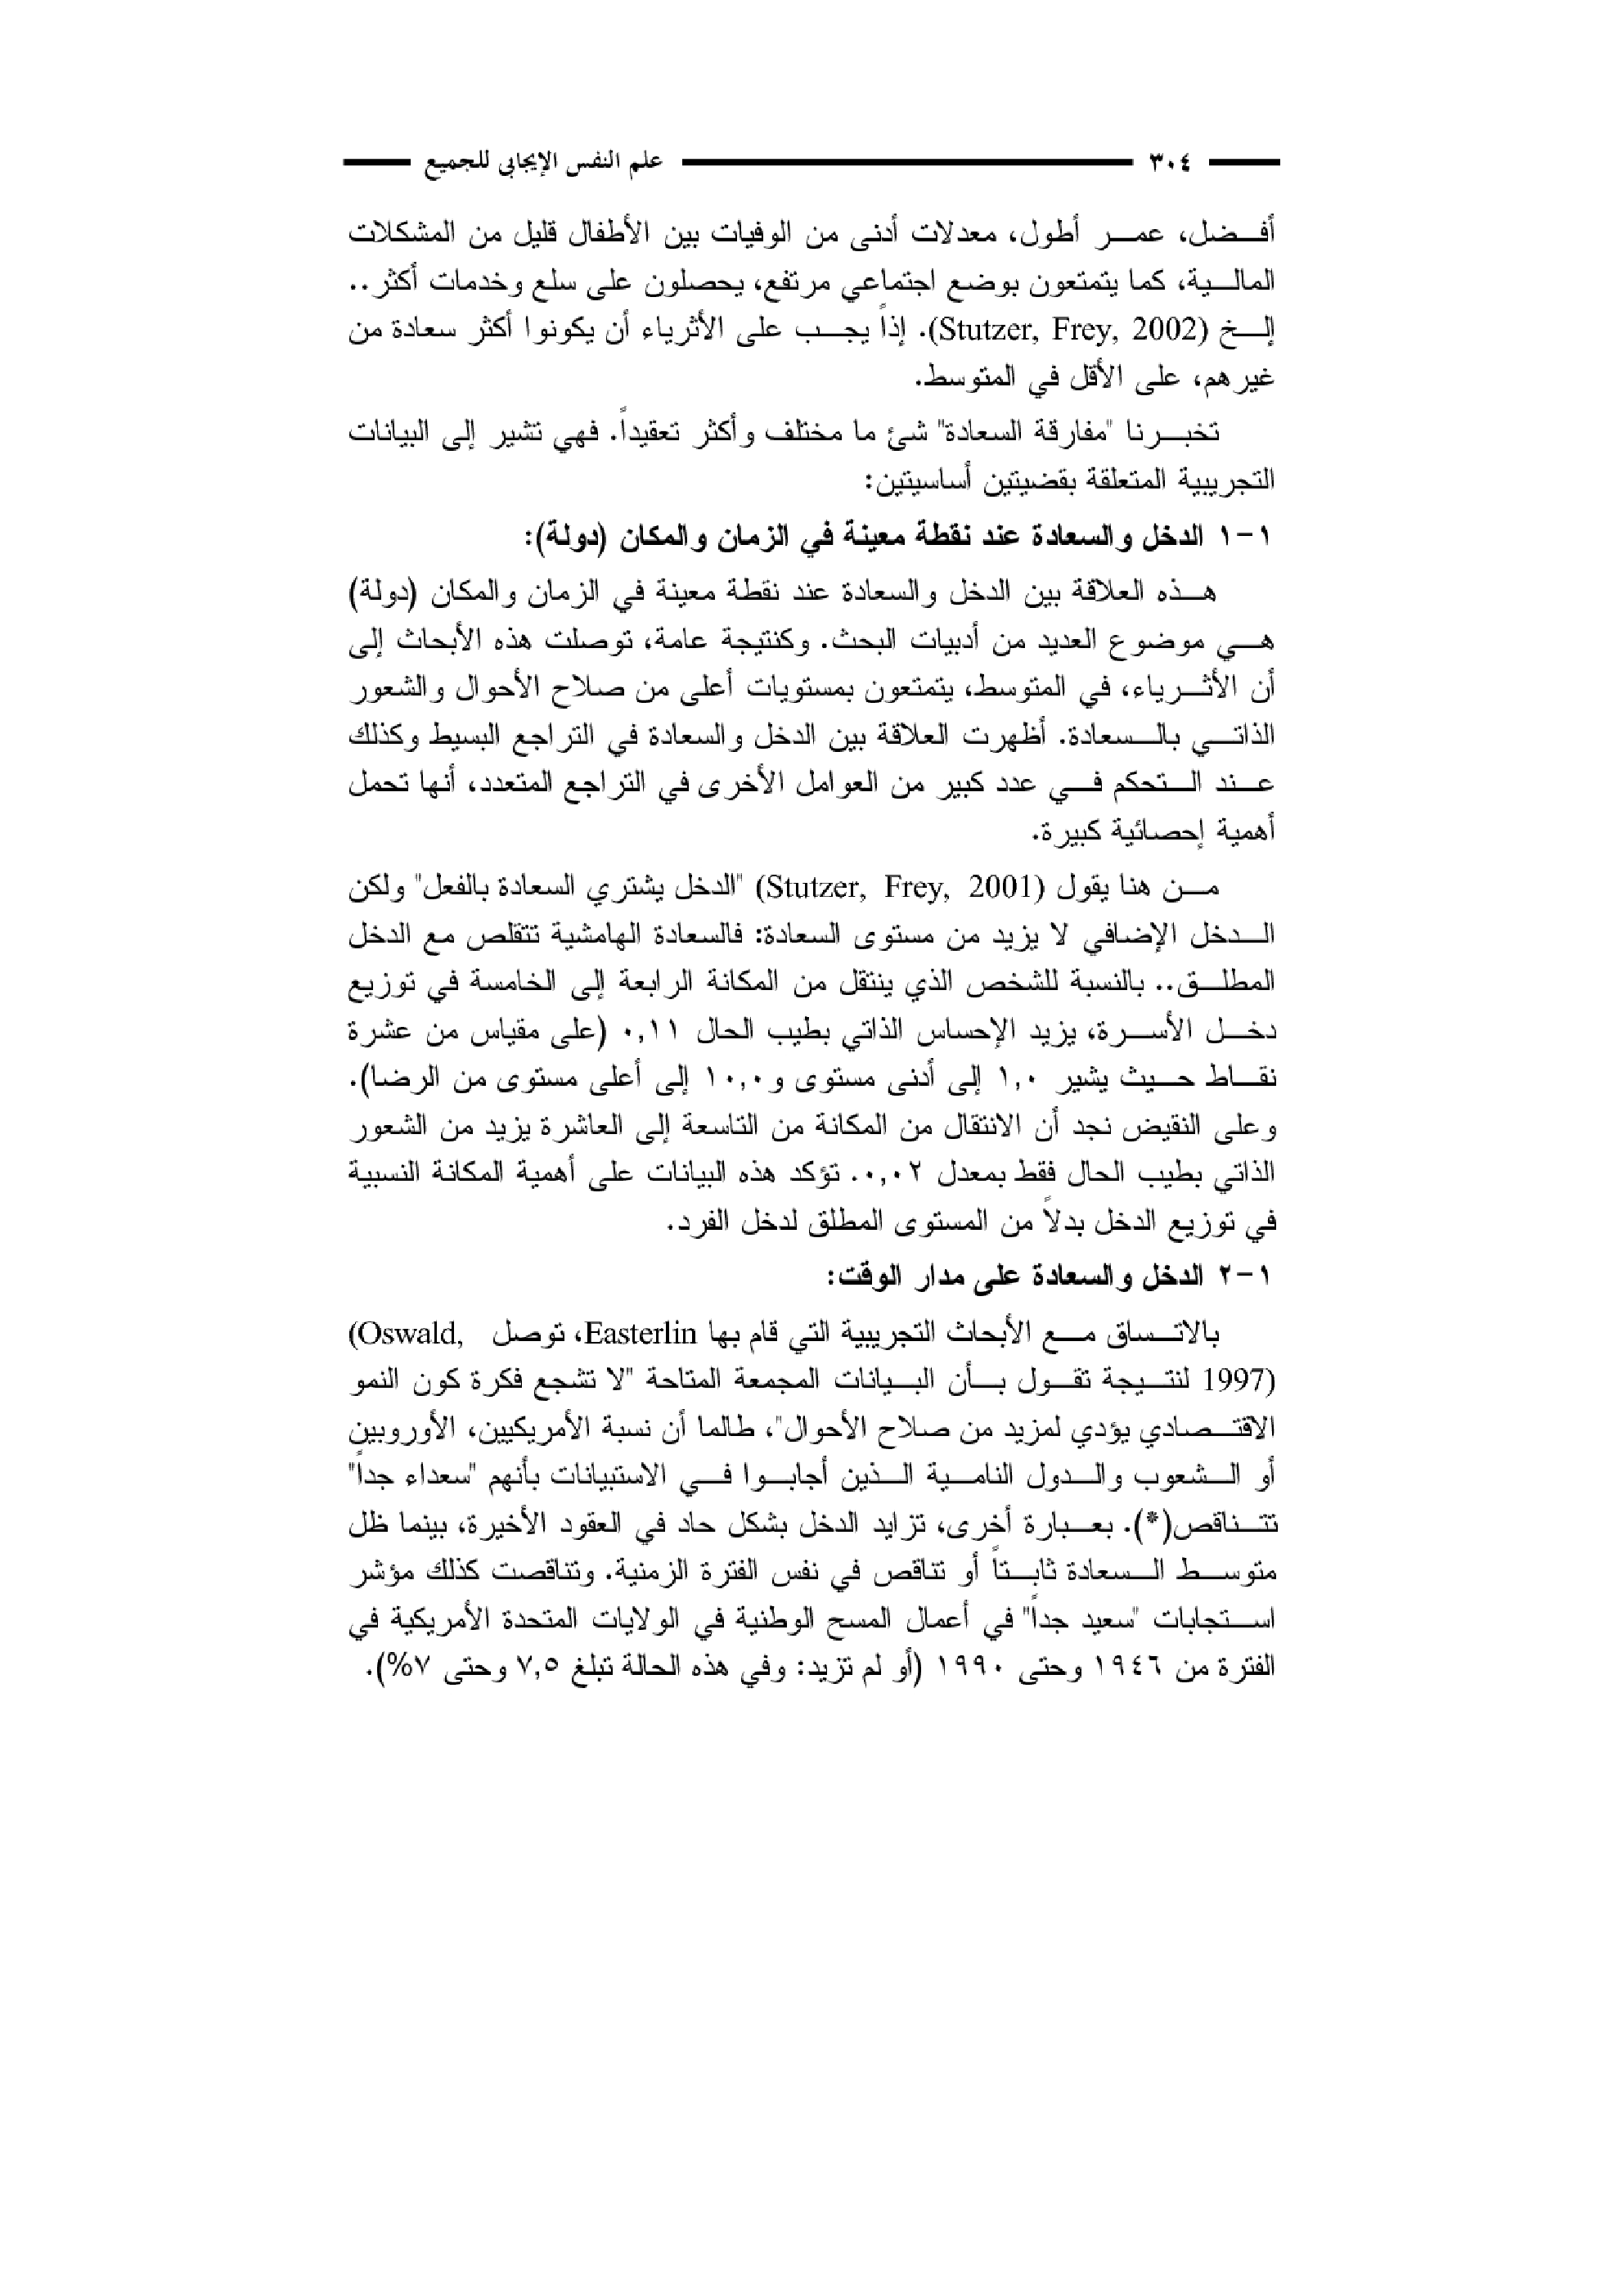 ٣٠٤ علم النفس الإيجابي للجميع
أفضل، عمر أطول، معدلات أدنى من الوفيات بين الأطفال قليل من المشكلات
المالية، كما يتمتعون بوضع اجتماعي مرتفع، يحصلون على سلع وخدمات أكثر..
إلخ (Stutzer, Frey, 2002). إذاً يجب على الأثرياء أن يكونوا أكثر سعادة من
غيرهم، على الأقل في المتوسط.
تخبرنا "مفارقة السعادة" شئ ما مختلف وأكثر تعقيداً. فهي تشير إلى البيانات
التجريبية المتعلقة بقضيتين أساسيتين:
١-١ الدخل والسعادة عند نقطة معينة في الزمان والمكان (دولة):
هذه العلاقة بين الدخل والسعادة عند نقطة معينة في الزمان والمكان (دولة)
هي موضوع العديد من أدبيات البحث. وكنتيجة عامة، توصلت هذه الأبحاث إلى
أن الأثرياء، في المتوسط، يتمتعون بمستويات أعلى من صلاح الأحوال والشعور
الذاتي بالسعادة. أظهرت العلاقة بين الدخل والسعادة في التراجع البسيط وكذلك
عند التحكم في عدد كبير من العوامل الأخرى في التراجع المتعدد، أنها تحمل
أهمية إحصائية كبيرة.
من هنا يقول (Stutzer, Frey, 2001) "الدخل يشتري السعادة بالفعل" ولكن
الدخل الإضافي لا يزيد من مستوى السعادة: فالسعادة الهامشية تتقلص مع الدخل
المطلق.. بالنسبة للشخص الذي ينتقل من المكانة الرابعة إلى الخامسة في توزيع
دخل الأسرة، يزيد الإحساس الذاتي بطيب الحال ٠,١١ (على مقياس من عشرة
نقاط حيث يشير ١,٠ إلى أدنى مستوى و١٠,٠ إلى أعلى مستوى من الرضا).
وعلى النقيض نجد أن الانتقال من المكانة من التاسعة إلى العاشرة يزيد من الشعور
الذاتي بطيب الحال فقط بمعدل ٠,٠٢. تؤكد هذه البيانات على أهمية المكانة النسبية
في توزيع الدخل بدلاً من المستوى المطلق لدخل الفرد.
١-٢ الدخل والسعادة على مدار الوقت:
بالاتساق مع الأبحاث التجريبية التي قام بها Easterlin، توصل (Oswald,
1997) لنتيجة تقول بأن البيانات المجمعة المتاحة "لا تشجع فكرة كون النمو
الاقتصادي يؤدي لمزيد من صلاح الأحوال"، طالما أن نسبة الأمريكيين، الأوروبين
أو الشعوب والدول النامية الذين أجابوا في الاستبيانات بأنهم "سعداء جداً"
تتناقص(*). بعبارة أخرى، تزايد الدخل بشكل حاد في العقود الأخيرة، بينما ظل
متوسط السعادة ثابتاً أو تناقص في نفس الفترة الزمنية. وتناقصت كذلك مؤشر
استجابات "سعيد جداً" في أعمال المسح الوطنية في الولايات المتحدة الأمريكية في
الفترة من ١٩٤٦ وحتى ١٩٩٠ (أو لم تزيد: وفي هذه الحالة تبلغ ٧,٥ وحتى ٧%).